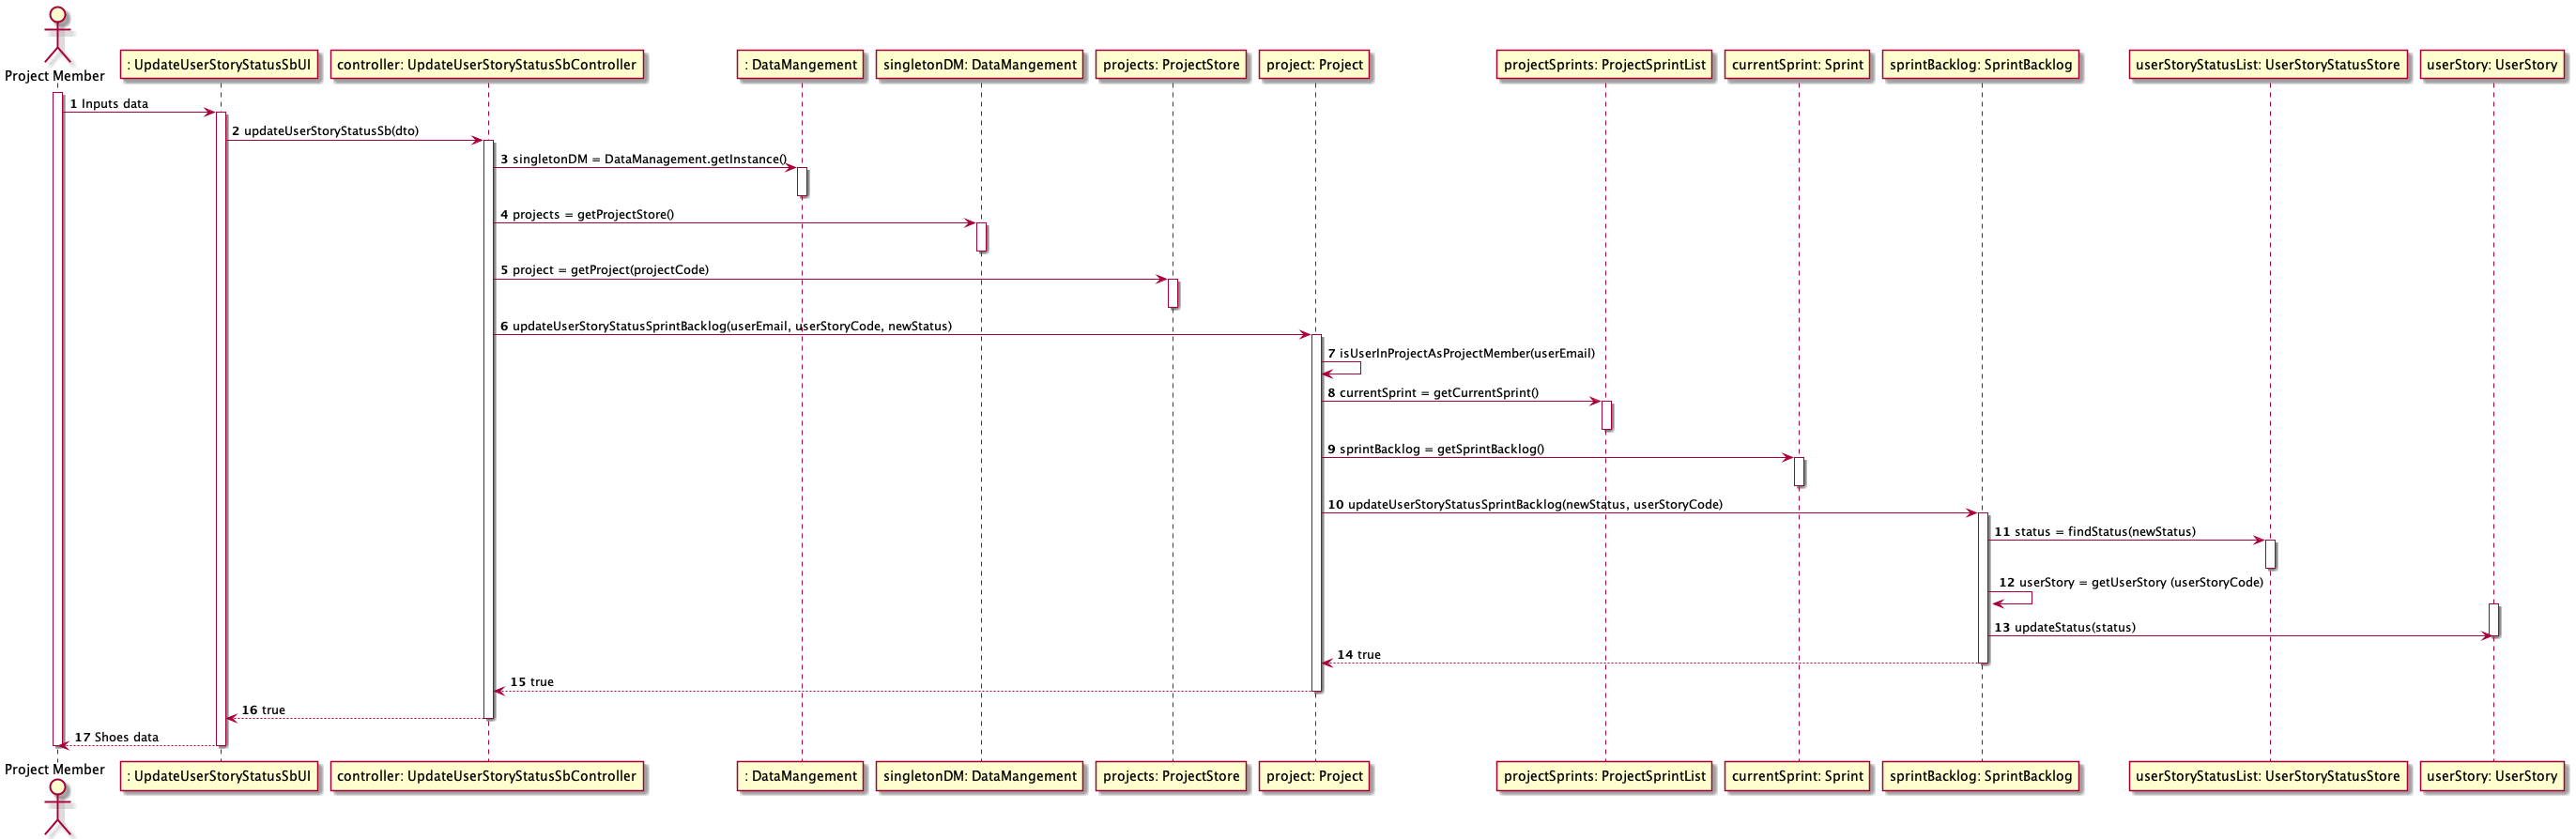 Project Member
: UpdateUserStoryStatusSbUI
controller: UpdateUserStoryStatusSbController
: DataMangement
singletonDM: DataMangement
projects: ProjectStore
project: Project
projectSprints: ProjectSprintList
currentSprint: Sprint
sprintBacklog: SprintBacklog
userStoryStatusList: UserStoryStatusStore
userStory: UserStory
1 Inputs data
2 updateUserStoryStatusSb(dto)
3 singletonDM = DataManagement.getInstance()
4 projects = getProjectStore()
5 project = getProject(projectCode)
6 updateUserStoryStatusSprintBacklog(userEmail, userStoryCode, newStatus)
7 isUserInProjectAsProjectMember(userEmail)
8 currentSprint = getCurrentSprint()
9 sprintBacklog = getSprintBacklog()
10 updateUserStoryStatusSprintBacklog(newStatus, userStoryCode)
11 status = findStatus(newStatus)
12 userStory = getUserStory (userStoryCode)
13 updateStatus(status)
14 true
15 true
16 true
17 Shoes data
Project Member
: UpdateUserStoryStatusSbUI
controller: UpdateUserStoryStatusSbController
: DataMangement
singletonDM: DataMangement
projects: ProjectStore
project: Project
projectSprints: ProjectSprintList
currentSprint: Sprint
sprintBacklog: SprintBacklog
userStoryStatusList: UserStoryStatusStore
userStory: UserStory